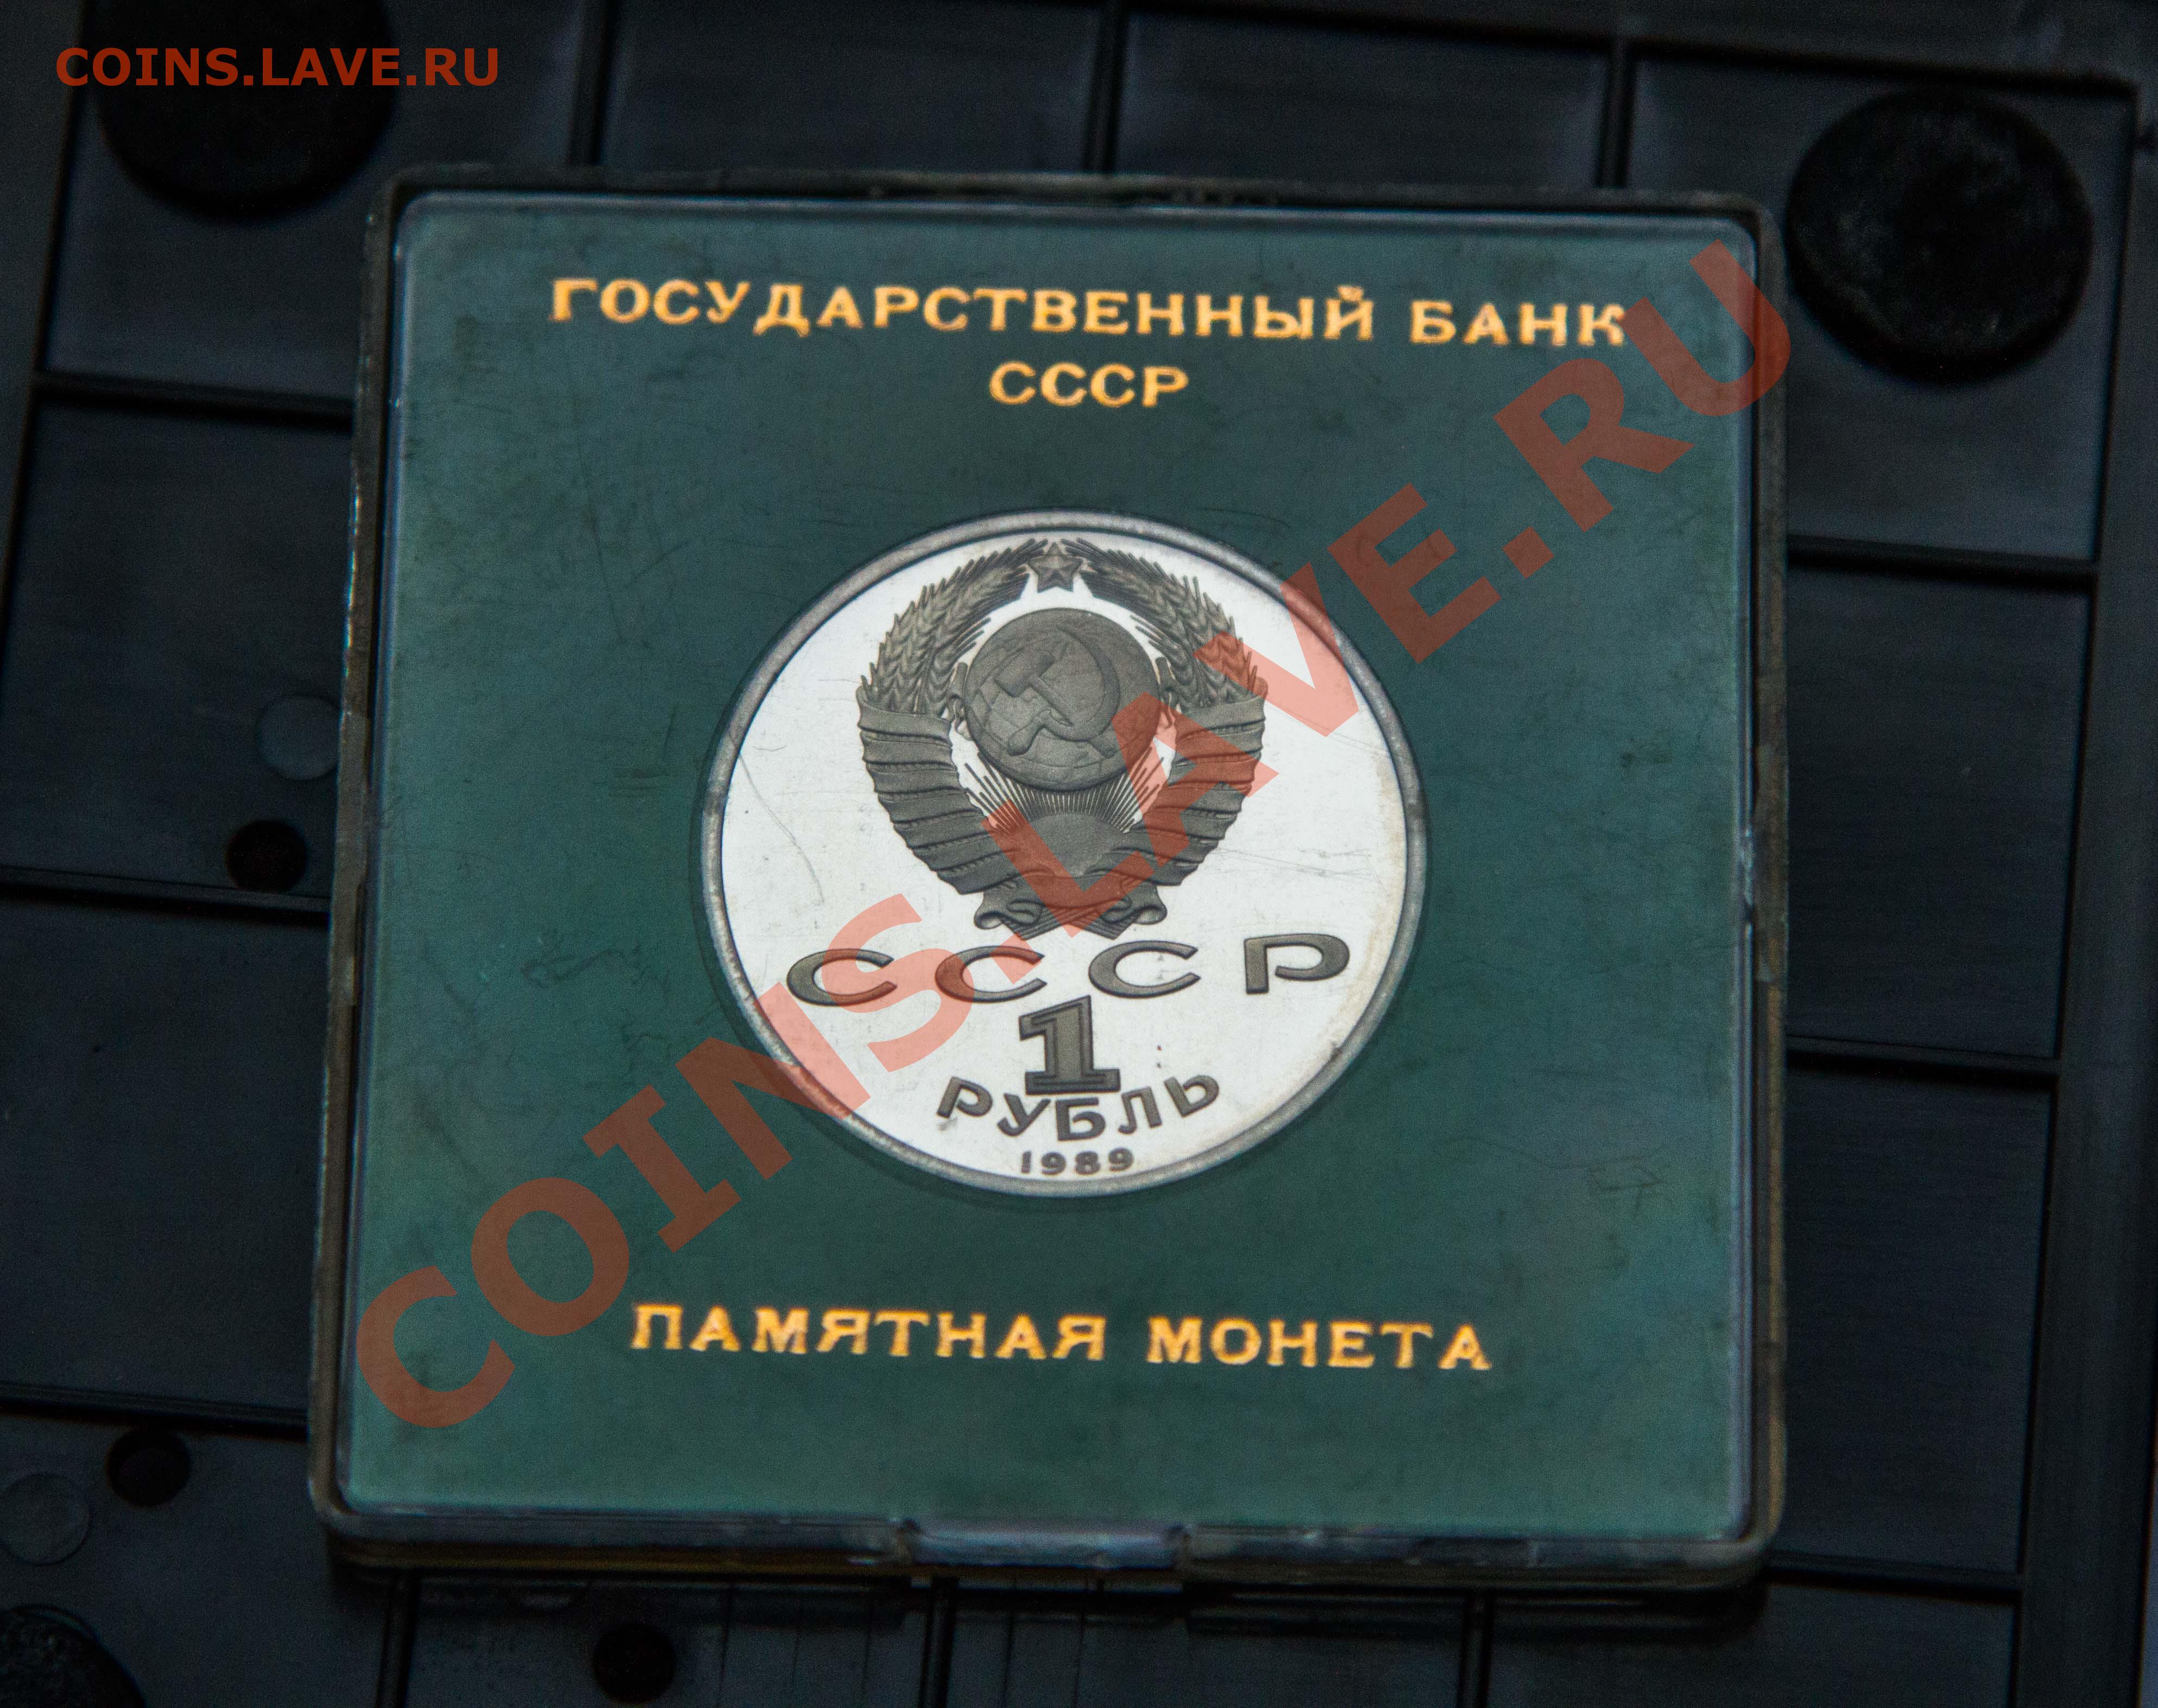 COINS.LAVE.RU
ГОСУДАРСТВЕННЫЙ БАНК
СССР
СССР
1
РУБЛЬ
1989
ПАМЯТНАЯ МОНЕТА
COINS.LAVE.RU